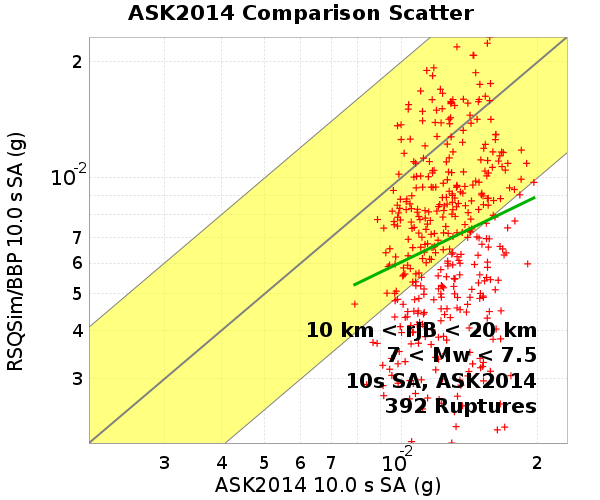 ASK2014 Comparison Scatter
RSQSim/BBP 10.0 s SA (g)
2
10-2
7
6
5
4
3
10 km < rJB < 20 km
7 < Mw < 7.5
10s SA, ASK2014
392 Ruptures
3 4 5 6 7 10-2 2
ASK2014 10.0 s SA (g)